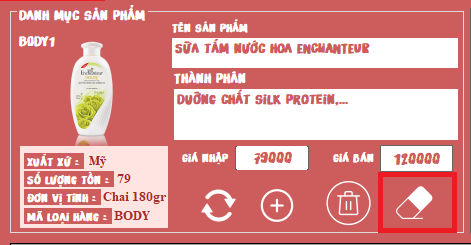 DANH MỤC SẢN PHẨM
BODY1
TÊN SẢN PHẨM
SỮA TẮM NƯỚC HOA ENCHANTEUR
THÀNH PHẦN
DƯỠNG CHẤT SILK PROTEIN,...
Enchanteur
GIÁ NHẬP 79000 GIÁ BÁN 120000
XUẤT XỨ : Mỹ
SỐ LƯỢNG TỒN : 79
ĐƠN VỊ TÍNH : Chai 180gr
MÃ LOẠI HÀNG : BODY